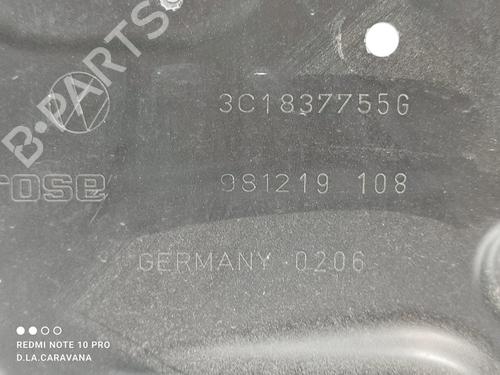 B-PARTS
3C1837755G
rose
981219 108
GERMANY 0206
REDMI NOTE 10 PRO
D.LA.CARAVANA